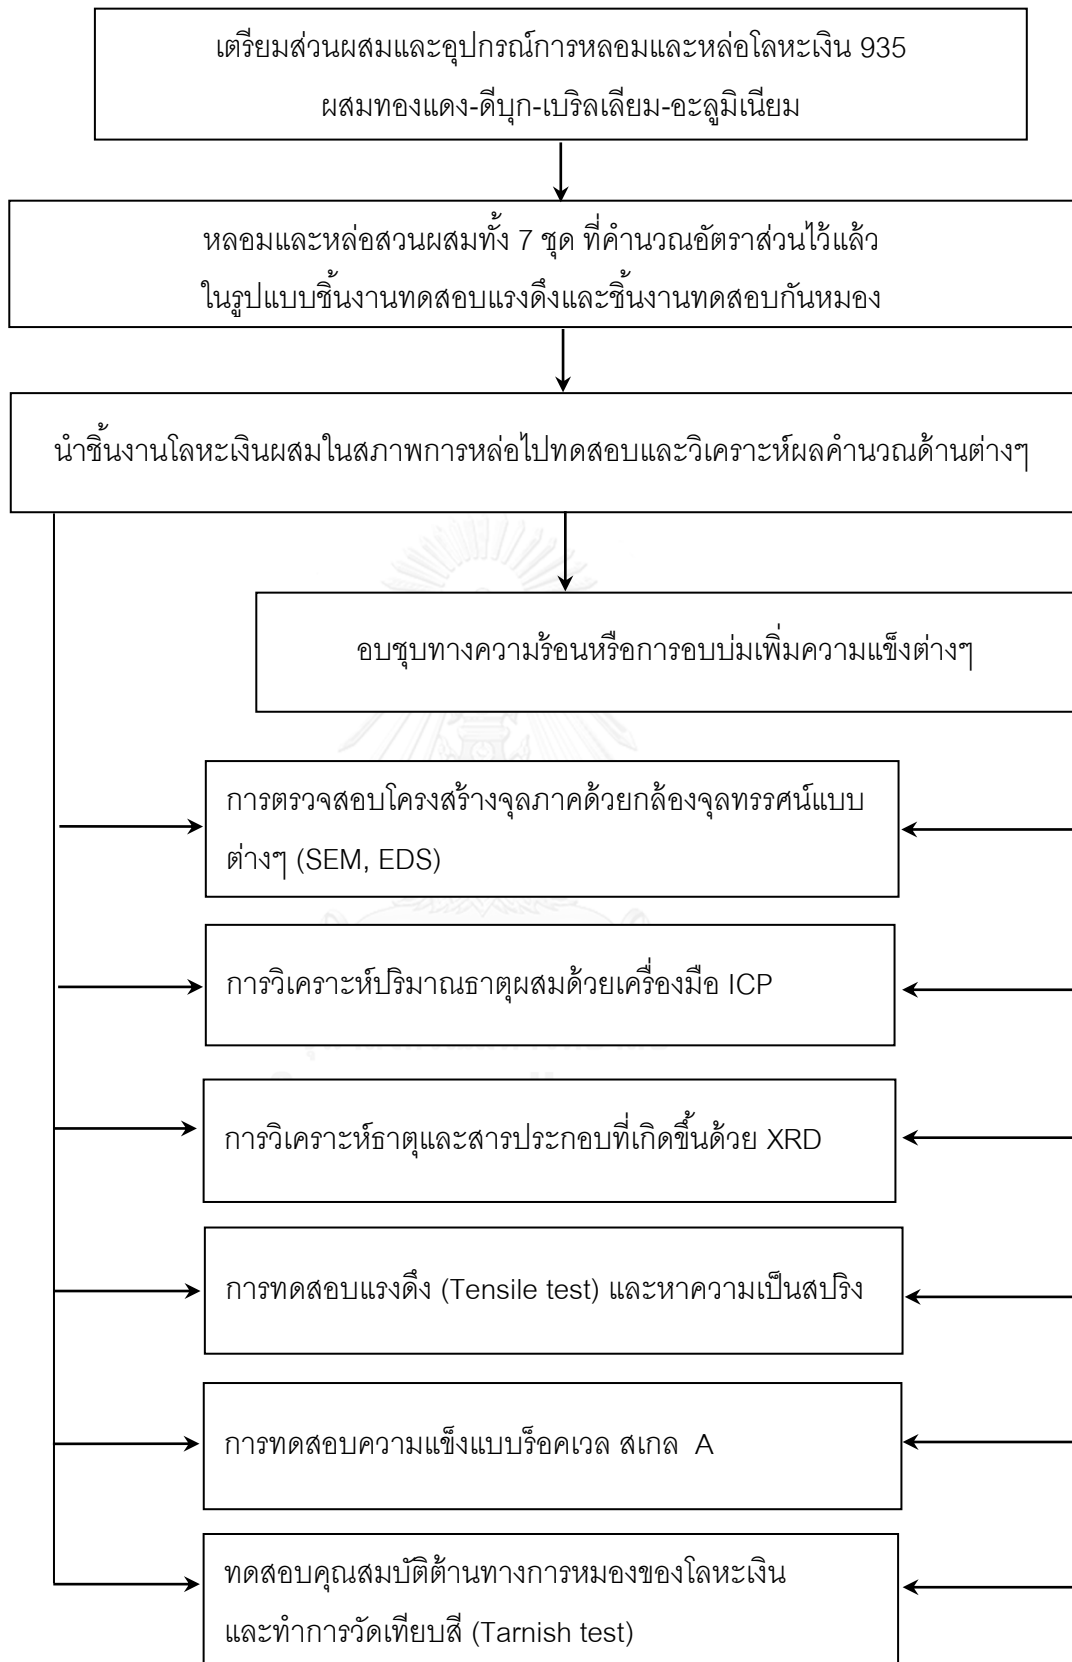 เตรียมส่วนผสมและอุปกรณ์การหลอมและหล่อโลหะเงิน 935
ผสมทองแดง-ดีบุก-เบริลเลียม-อะลูมิเนียม
หลอมและหล่อสวนผสมทั้ง 7 ชุด ที่คำนวณอัตราส่วนไว้แล้ว
ในรูปแบบชิ้นงานทดสอบแรงดึงและชิ้นงานทดสอบกันหมอง
นำชิ้นงานโลหะเงินผสมในสภาพการหล่อไปทดสอบและวิเคราะห์ผลคำนวณด้านต่างๆ
อบชุบทางความร้อนหรือการอบบ่มเพิ่มความแข็งต่างๆ
การตรวจสอบโครงสร้างจุลภาคด้วยกล้องจุลทรรศน์แบบ
ต่างๆ (SEM, EDS)
การวิเคราะห์ปริมาณธาตุผสมด้วยเครื่องมือ ICP
การวิเคราะห์ธาตุและสารประกอบที่เกิดขึ้นด้วย XRD
การทดสอบแรงดึง (Tensile test) และหาความเป็นสปริง
การทดสอบความแข็งแบบร็อคเวล สเกล A
ทดสอบคุณสมบัติต้านทางการหมองของโลหะเงิน
และทำการวัดเทียบสี (Tarnish test)